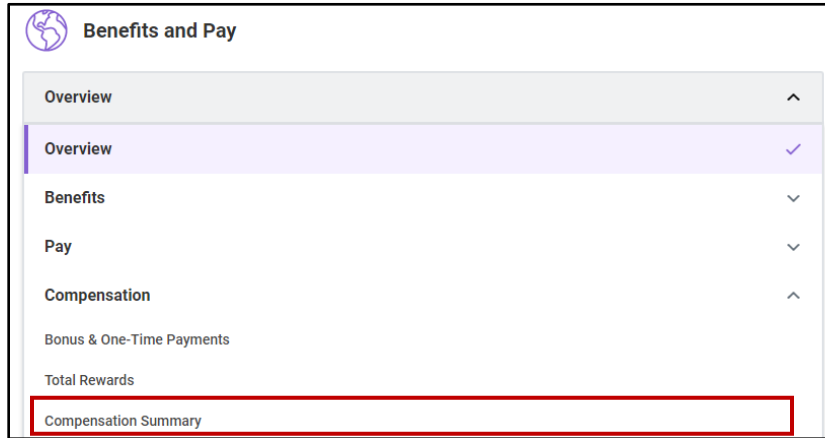 Benefits and Pay
Overview
Overview
Benefits
Pay
Compensation
Bonus & One-Time Payments
Total Rewards
Compensation Summary